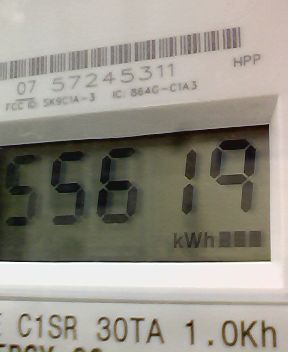 07 57245311
HPP
FCC ID: SK9C1A-3 IC: 864G-C1A3
55619
kWh
C1SR 30TA 1.0Kh